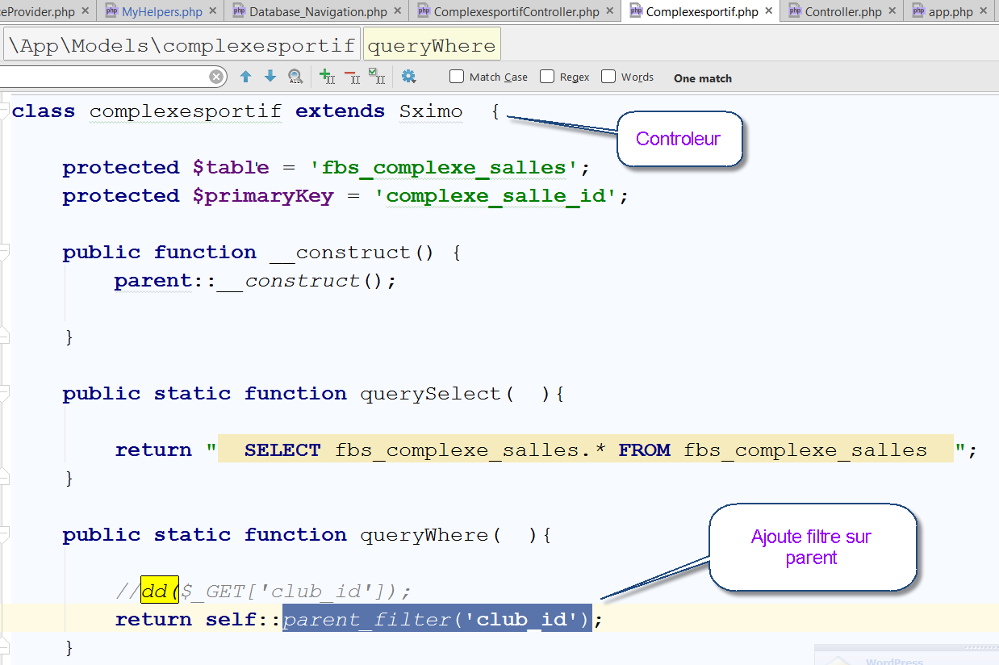 ceProvider.php MyHelpers.php Database_Navigation.php ComplexesportifController.php Complexesportif.php Controller.php app.php
\App\Models\complexesportif queryWhere
Match Case Regex Words One match
class complexesportif extends Sximo {
Controleur
protected $table = 'fbs_complexe_salles';
protected $primaryKey = 'complexe_salle_id';
public function __construct() {
parent::__construct();
}
public static function querySelect( ){
return " SELECT fbs_complexe_salles.* FROM fbs_complexe_salles ";
}
public static function queryWhere( ){
Ajoute filtre sur
parent
//dd($_GET['club_id']);
return self::parent_filter('club_id');
}
WordPress